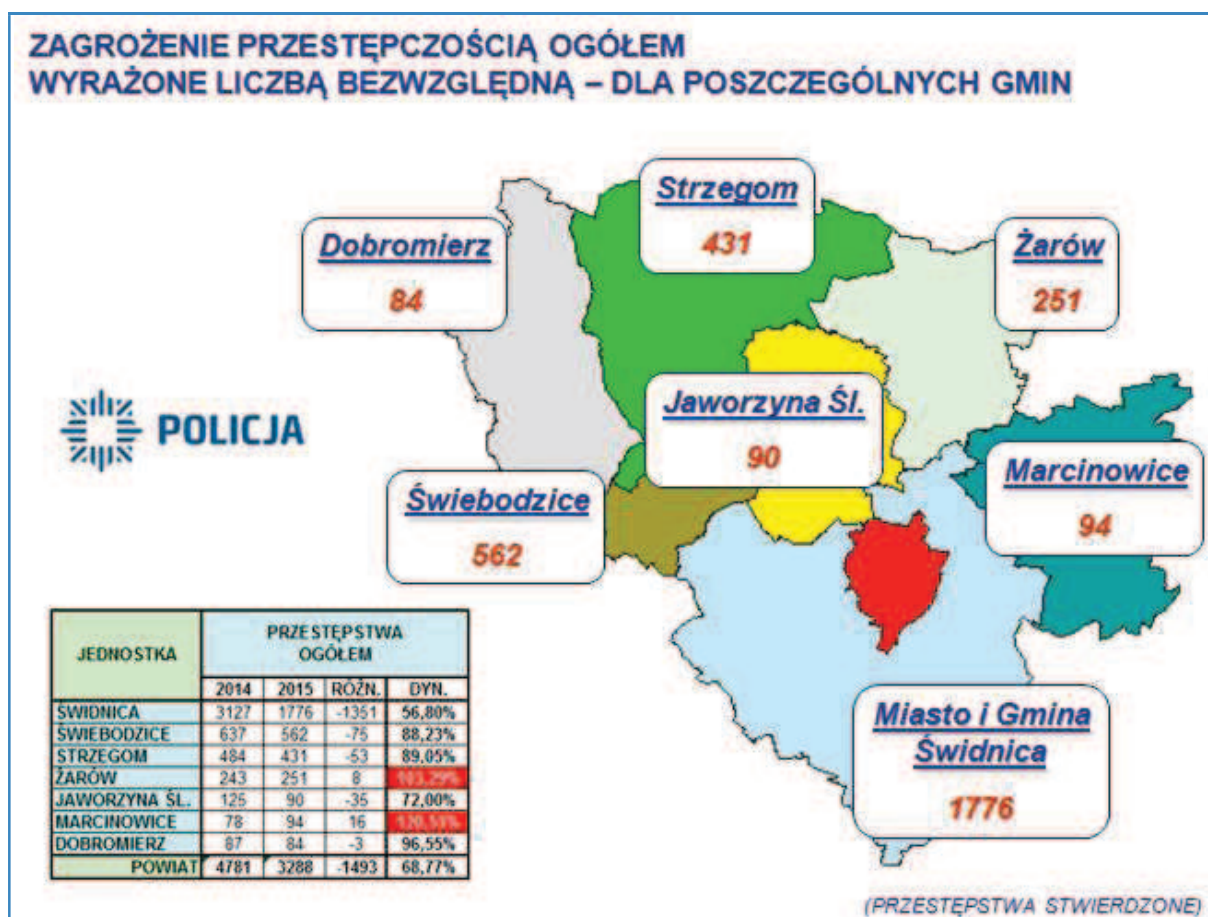 ZAGROŻENIE PRZESTĘPCZOŚCIĄ OGÓŁEM
WYRAŻONE LICZBĄ BEZWZGLĘDNĄ – DLA POSZCZEGÓLNYCH GMIN
Strzegom
431
Dobromierz
84
Żarów
251
Jaworzyna Śl.
90
POLICJA
Marcinowice
94
Świebodzice
562
Miasto i Gmina
Świdnica
1776
JEDNOSTKA PRZESTĘPSTWA
OGÓŁEM
2014 2015 RÓŻN. DYN.
ŚWIDNICA 3127 1776 -1351 56,80%
ŚWIEBODZICE 637 562 -75 88,23%
STRZEGOM 484 431 -53 89,05%
ŻARÓW 243 251 8 103,29%
JAWORZYNA ŚL. 125 90 -35 72,00%
MARCINOWICE 78 94 16 120,51%
DOBROMIERZ 87 84 -3 96,55%
POWIAT 4781 3288 -1493 68,77%
(PRZESTĘPSTWA STWIERDZONE)